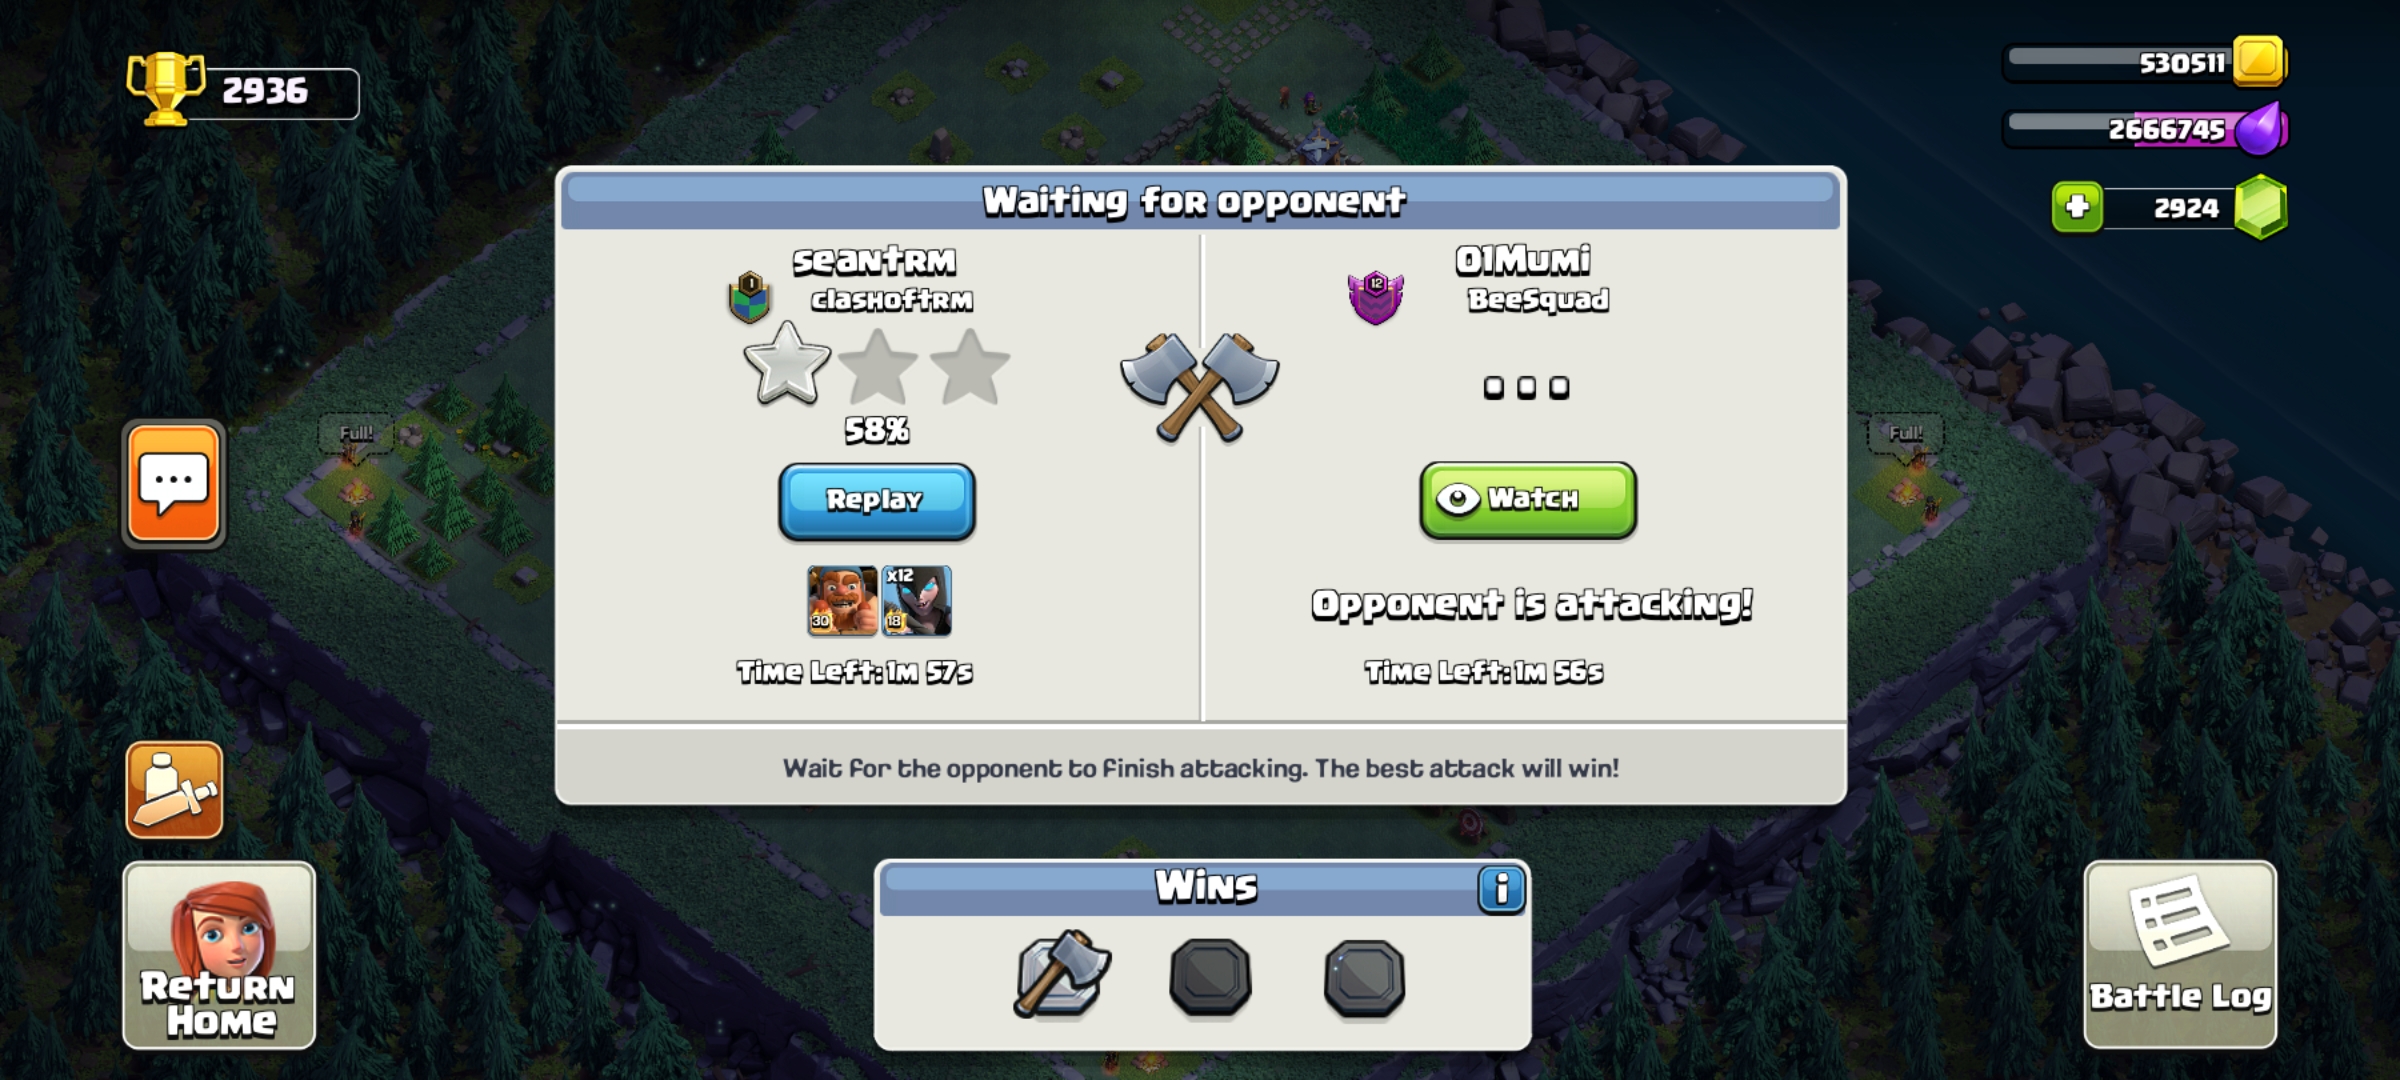 2936
530511
2666745
2924
Waiting for opponent
seantrm
1
clashoftrm
01Mumi
12
BeeSquad
58%
Full!
Full!
Replay
Watch
x12
30
18
Opponent is attacking!
Time Left:1m 57s
Time Left:1m 56s
Wait for the opponent to finish attacking. The best attack will win!
Wins
i
Return
Home
Battle Log